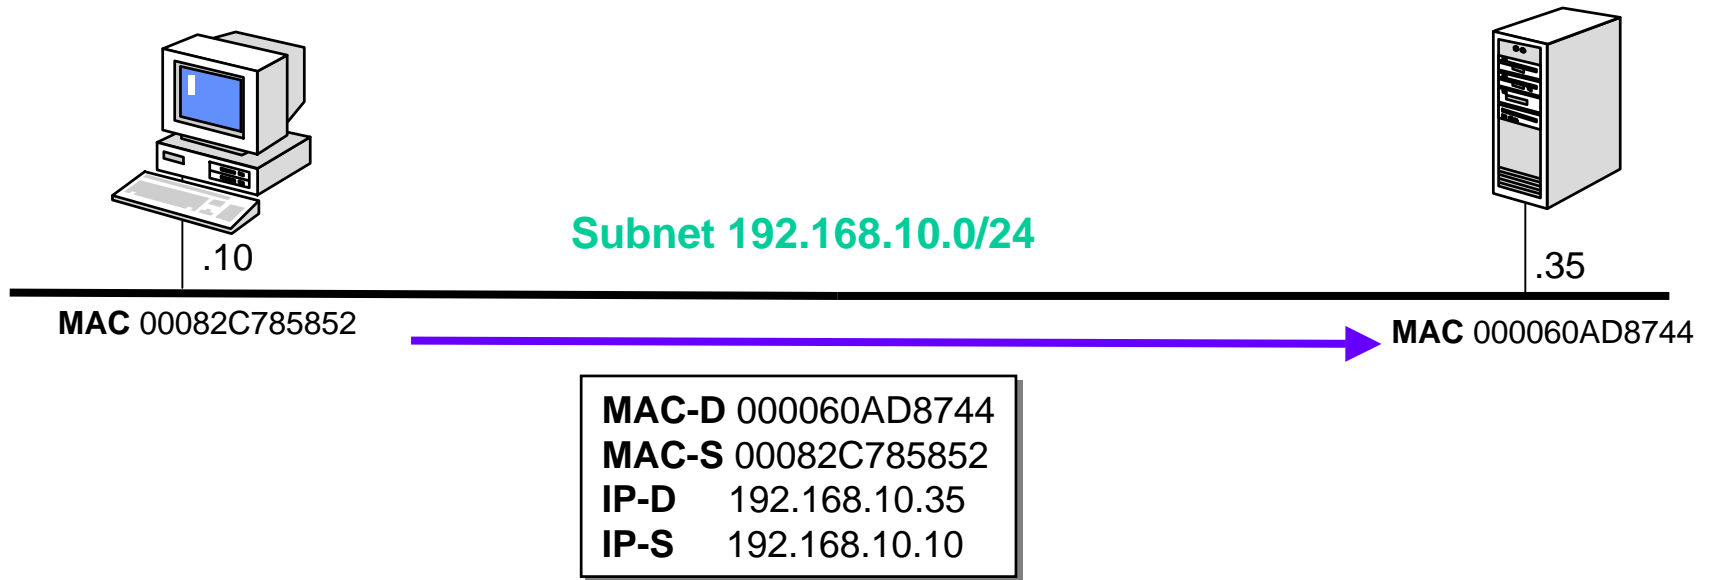 Subnet 192.168.10.0/24
.10
.35
MAC 00082C785852
MAC 000060AD8744
MAC-D 000060AD8744
MAC-S 00082C785852
IP-D 192.168.10.35
IP-S 192.168.10.10